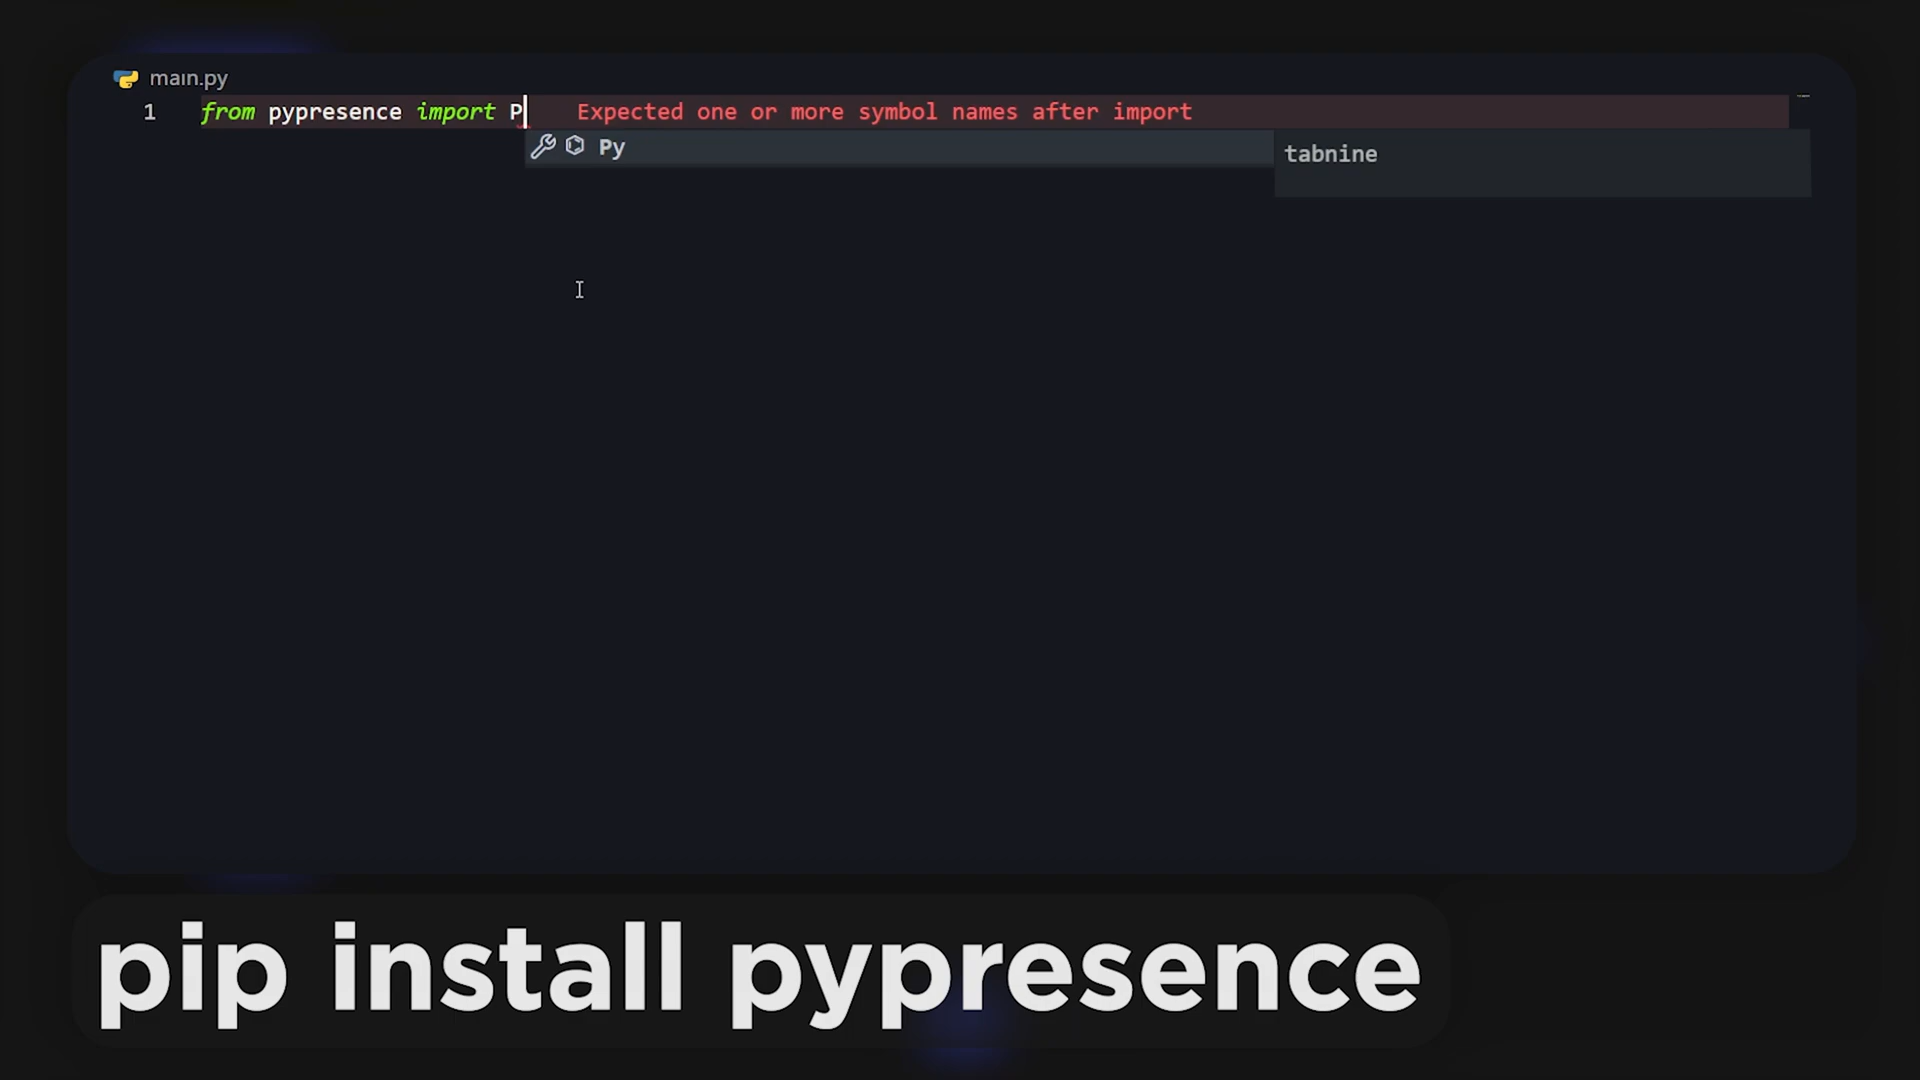 main.py
1 from pypresence import P Expected one or more symbol names after import
Py
tabnine
pip install pypresence